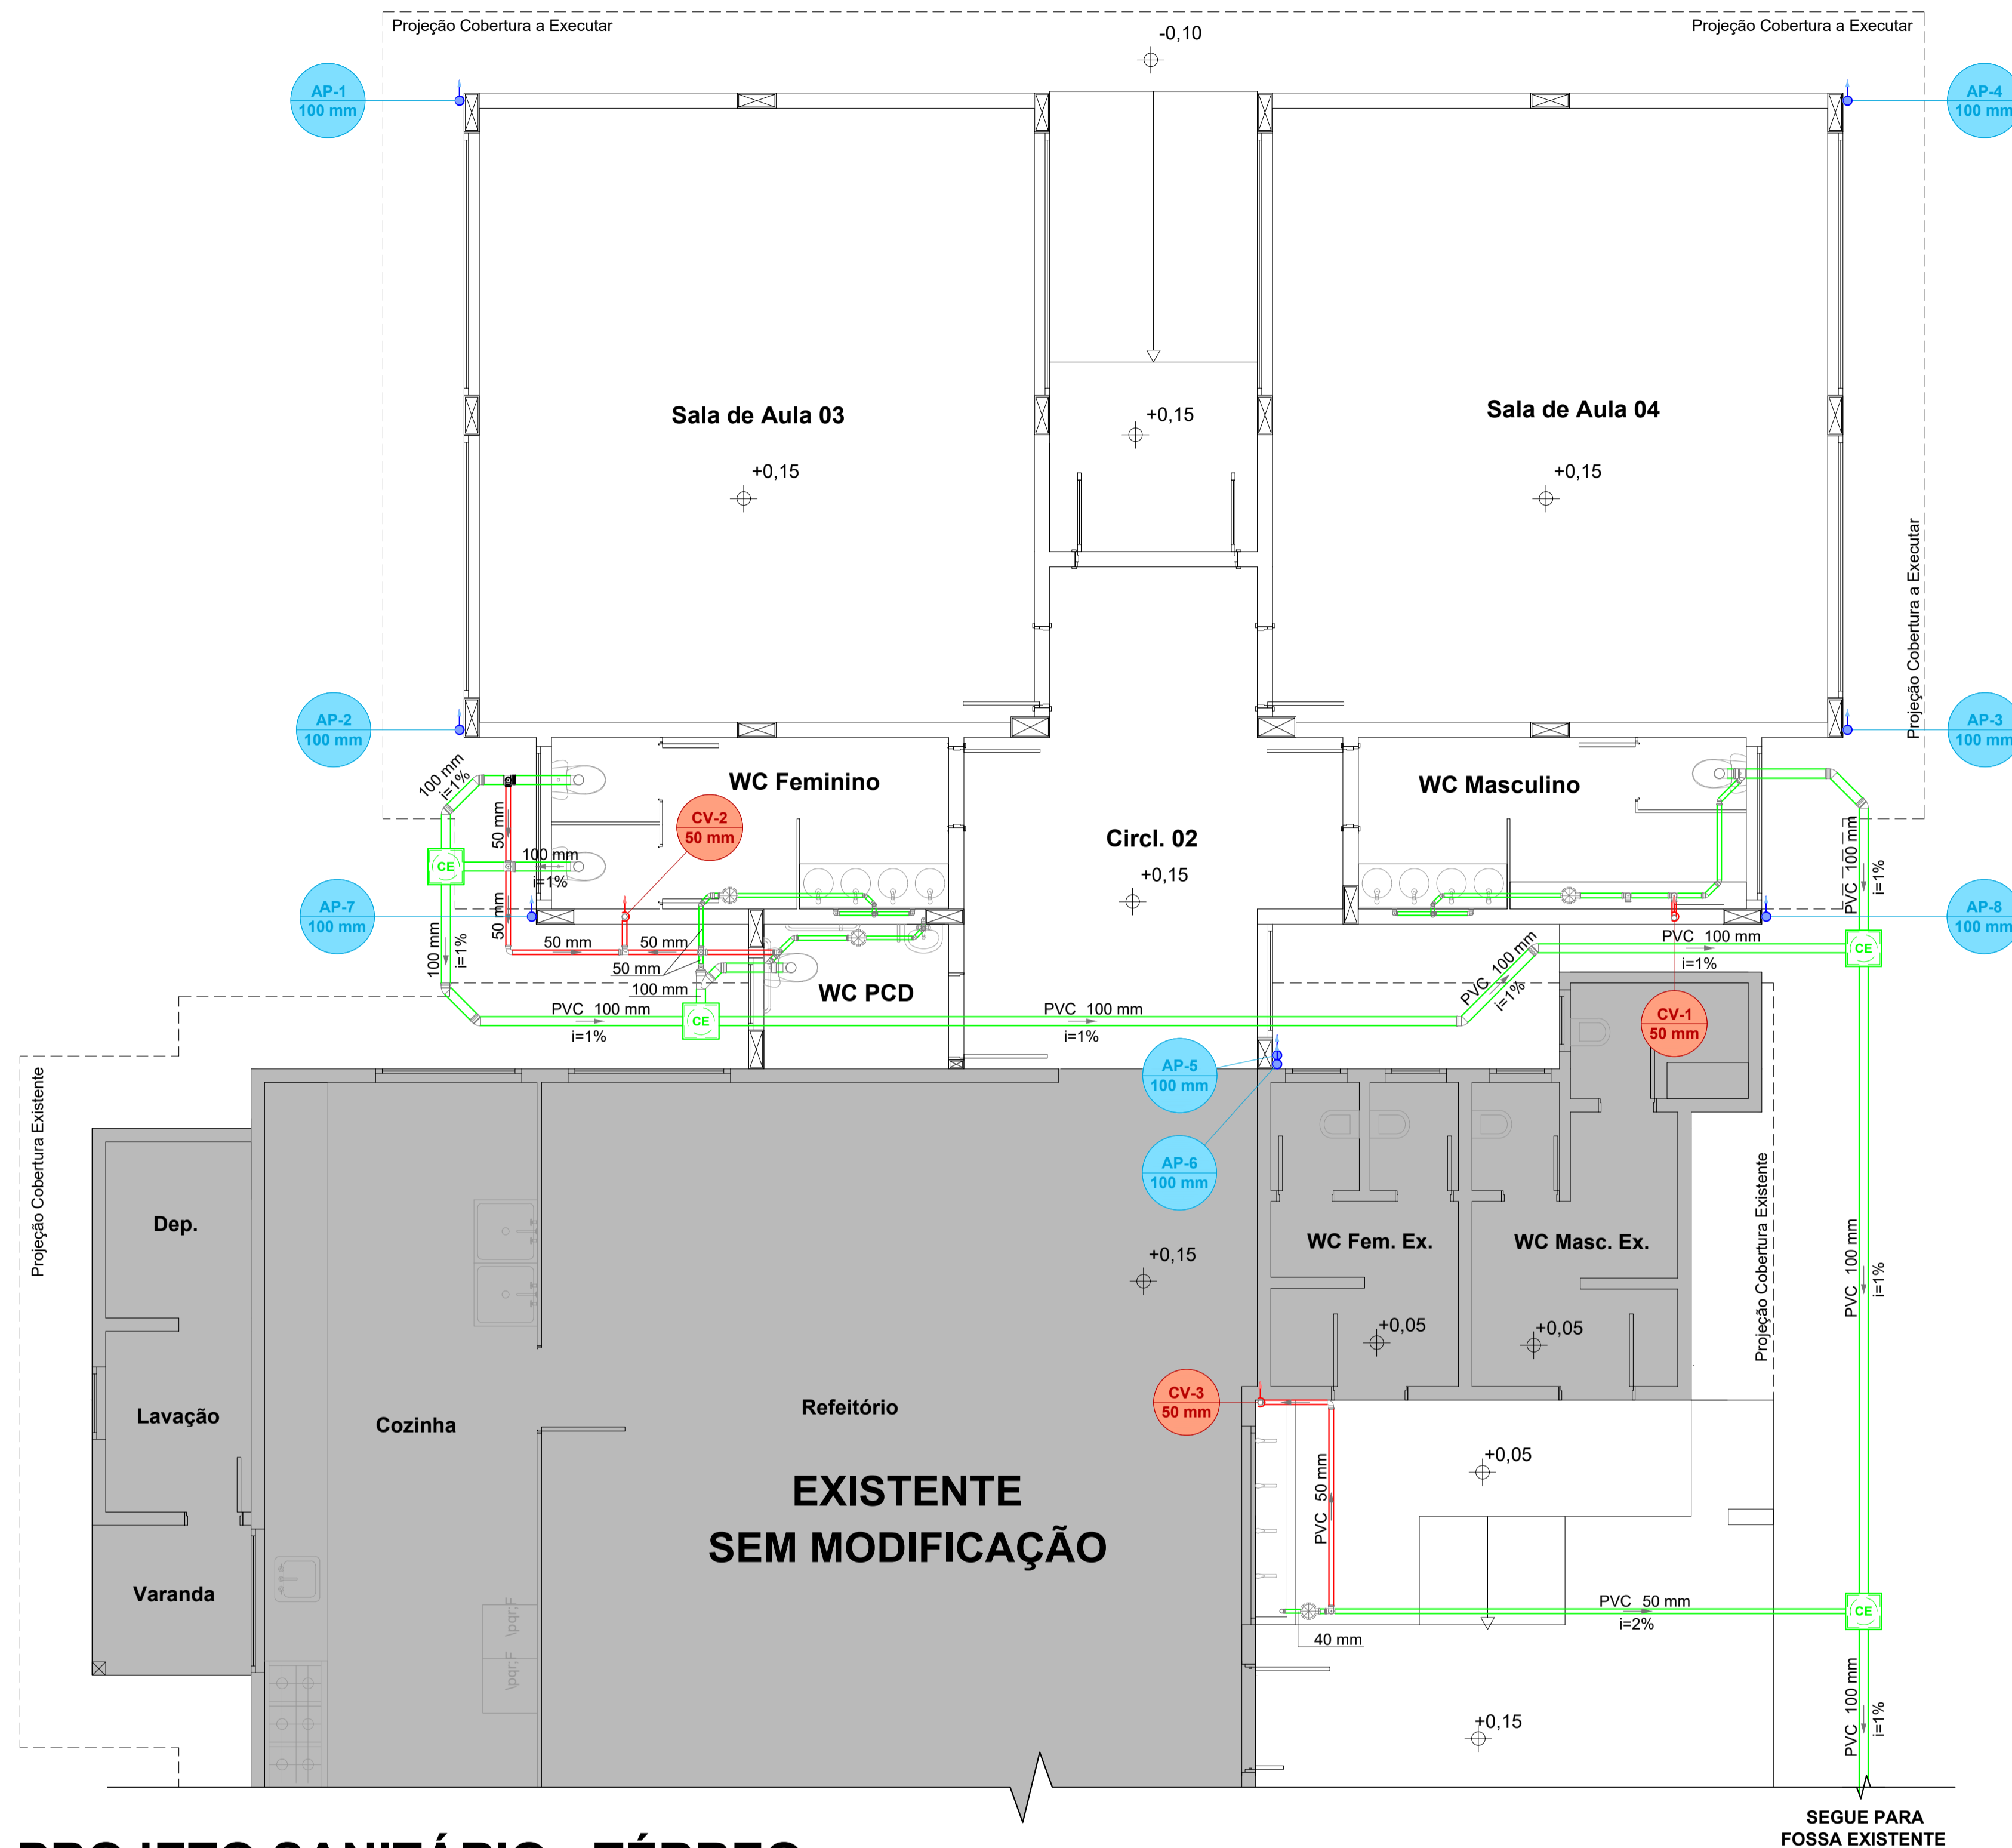 Projeção Cobertura a Executar
Projeção Cobertura a Executar
-0,10
AP-1
100 mm
AP-4
100 mm
Sala de Aula 03
+0,15
+0,15
Sala de Aula 04
+0,15
Projeção Cobertura a Executar
AP-2
100 mm
AP-3
100 mm
100 mm
i=1%
WC Feminino
WC Masculino
CV-2
50 mm
50 mm
CE
100 mm
i=1%
Circl. 02
+0,15
PVC 100 mm
i=1%
AP-7
100 mm
AP-8
100 mm
50 mm
100 mm
i=1%
50 mm
50 mm
50 mm
100 mm
WC PCD
PVC 100 mm
i=1%
PVC 100 mm
i=1%
CE
PVC 100 mm
i=1%
CE
PVC 100 mm
i=1%
CV-1
50 mm
AP-5
100 mm
AP-6
100 mm
Projeção Cobertura Existente
Dep.
+0,15
WC Fem. Ex.
WC Masc. Ex.
+0,05
+0,05
Projeção Cobertura Existente
PVC 100 mm
i=1%
Lavação
Cozinha
Refeitório
CV-3
50 mm
+0,05
EXISTENTE
SEM MODIFICAÇÃO
PVC 50 mm
Varanda
\pqr;F
\pqr;F
PVC 50 mm
i=2%
40 mm
CE
+0,15
PVC 100 mm
i=1%
SEGUE PARA
FOSSA EXISTENTE
PROJETO SANITÁRIO - TÉRREO